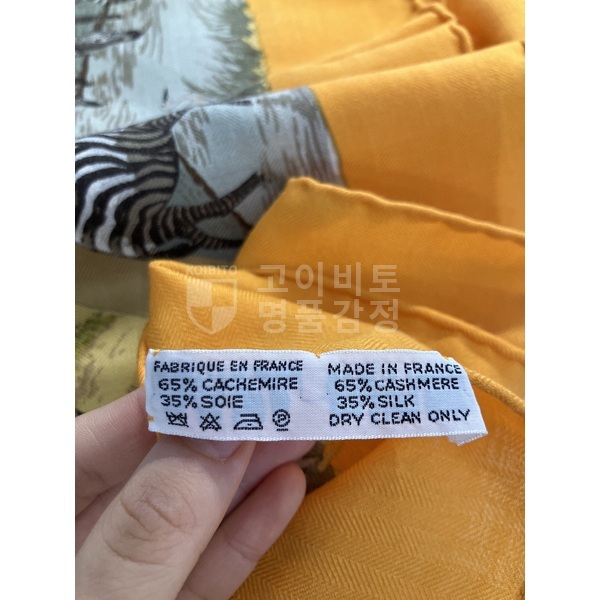 KOIBITO
고이비토
명품감정
FABRIQUE EN FRANCE
65% CACHEMIRE
35% SOIE
MADE IN FRANCE
65% CASHMERE
35% SILK
DRY CLEAN ONLY